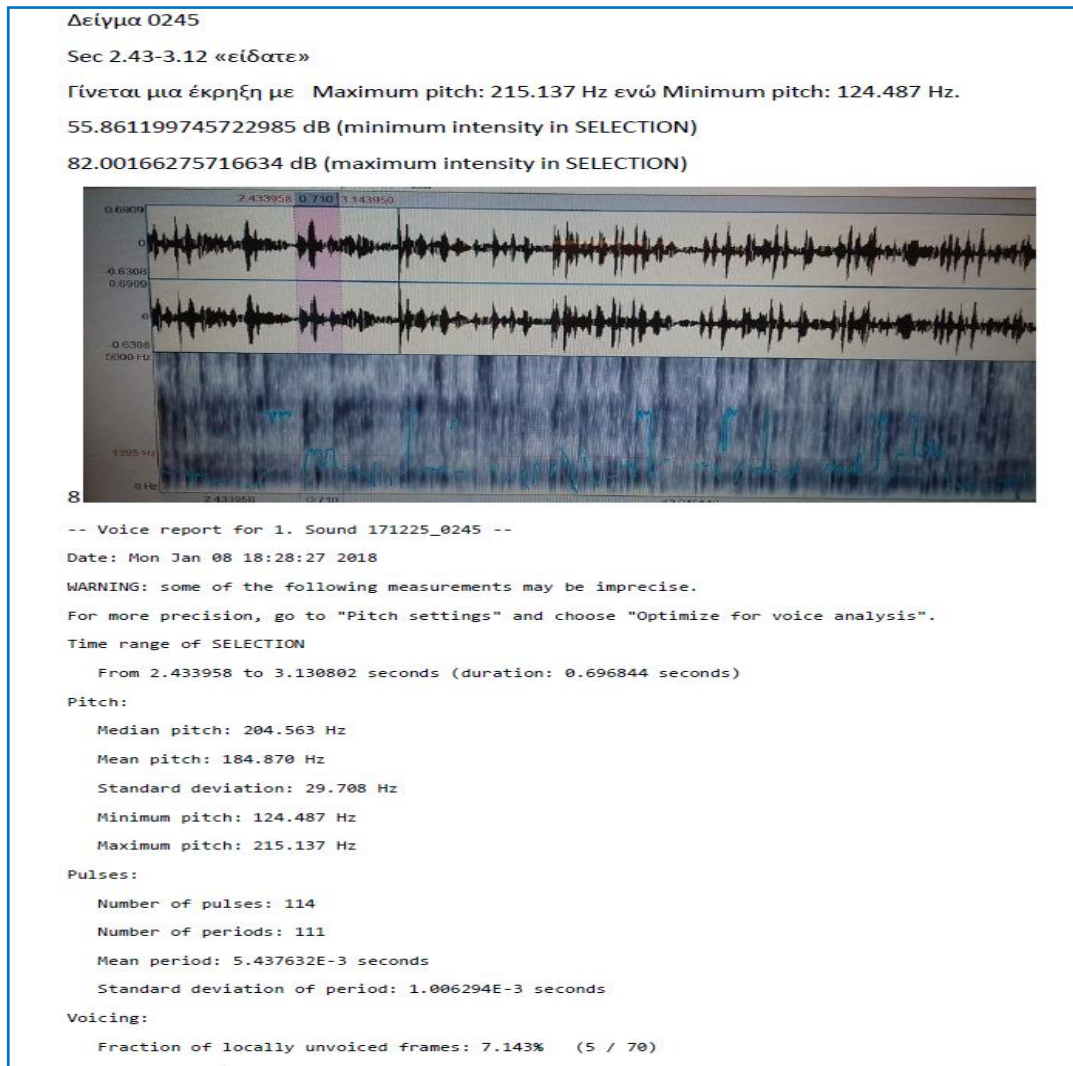 Δείγμα 0245
Sec 2.43-3.12 «είδατε»
Γίνεται μια έκρηξη με Maximum pitch: 215.137 Hz ενώ Minimum pitch: 124.487 Hz.
55.861199745722985 dB (minimum intensity in SELECTION)
82.00166275716634 dB (maximum intensity in SELECTION)
2.433958 0.710 3.143950
0.6909
0
-0.6308
0.6909
0
-0.6308
5000 Hz
1395 Hz
0 Hz
2.433958 0.710
8
-- Voice report for 1. Sound 171225_0245 --
Date: Mon Jan 08 18:28:27 2018
WARNING: some of the following measurements may be imprecise.
For more precision, go to "Pitch settings" and choose "Optimize for voice analysis".
Time range of SELECTION
From 2.433958 to 3.130802 seconds (duration: 0.696844 seconds)
Pitch:
Median pitch: 204.563 Hz
Mean pitch: 184.870 Hz
Standard deviation: 29.708 Hz
Minimum pitch: 124.487 Hz
Maximum pitch: 215.137 Hz
Pulses:
Number of pulses: 114
Number of periods: 111
Mean period: 5.437632E-3 seconds
Standard deviation of period: 1.006294E-3 seconds
Voicing:
Fraction of locally unvoiced frames: 7.143% (5 / 70)